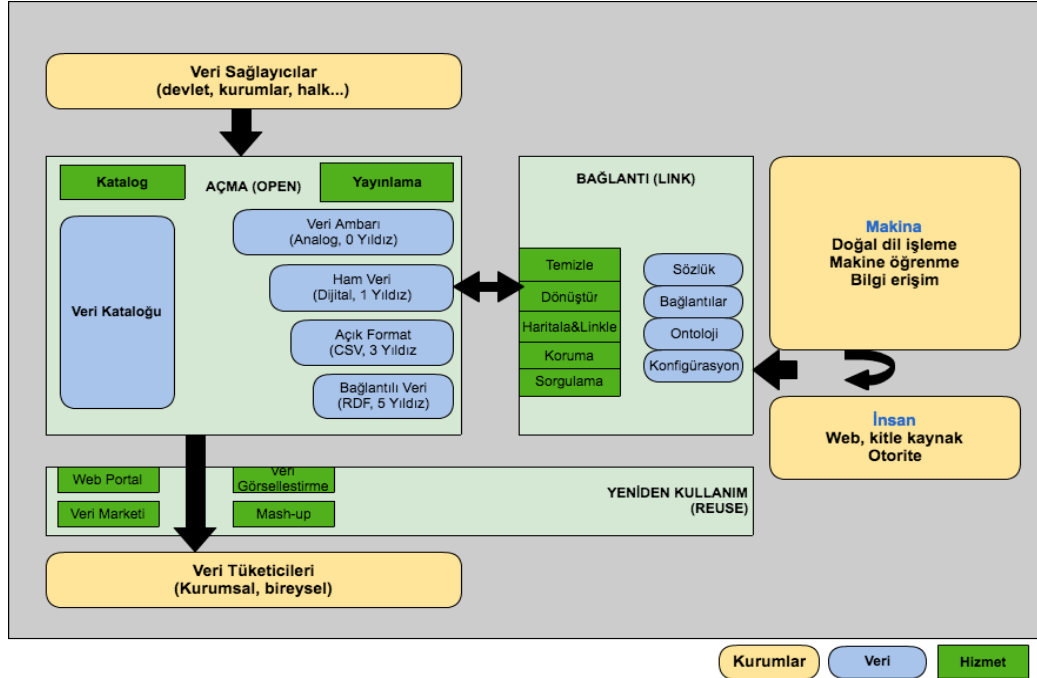 Veri Sağlayıcılar
(devlet, kurumlar, halk...)
Katalog
AÇMA (OPEN)
Yayınlama
Veri Kataloğu
Veri Ambarı
(Analog, 0 Yıldız)
Ham Veri
(Dijital, 1 Yıldız)
Açık Format
(CSV, 3 Yıldız
Bağlantılı Veri
(RDF, 5 Yıldız)
BAĞLANTI (LINK)
Temizle
Dönüştür
Haritala&Linkle
Koruma
Sorgulama
Sözlük
Bağlantılar
Ontoloji
Konfigürasyon
Makina
Doğal dil işleme
Makine öğrenme
Bilgi erişim
İnsan
Web, kitle kaynak
Otorite
Web Portal
Veri
Görsellestirme
Veri Marketi
Mash-up
YENİDEN KULLANIM
(REUSE)
Veri Tüketicileri
(Kurumsal, bireysel)
Kurumlar
Veri
Hizmet